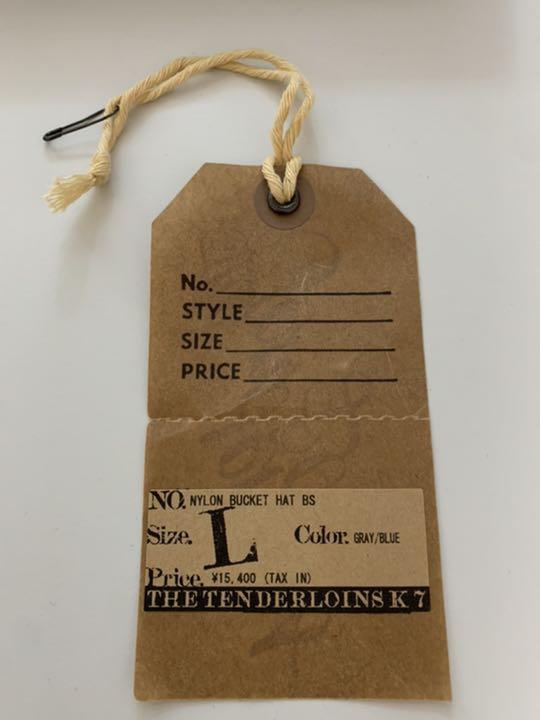 No.
STYLE
SIZE
PRICE
NO. NYLON BUCKET HAT BS
Size. L Color. GRAY/BLUE
Price. ¥15,400 (TAX IN)
THE TENDERLOINS K 7